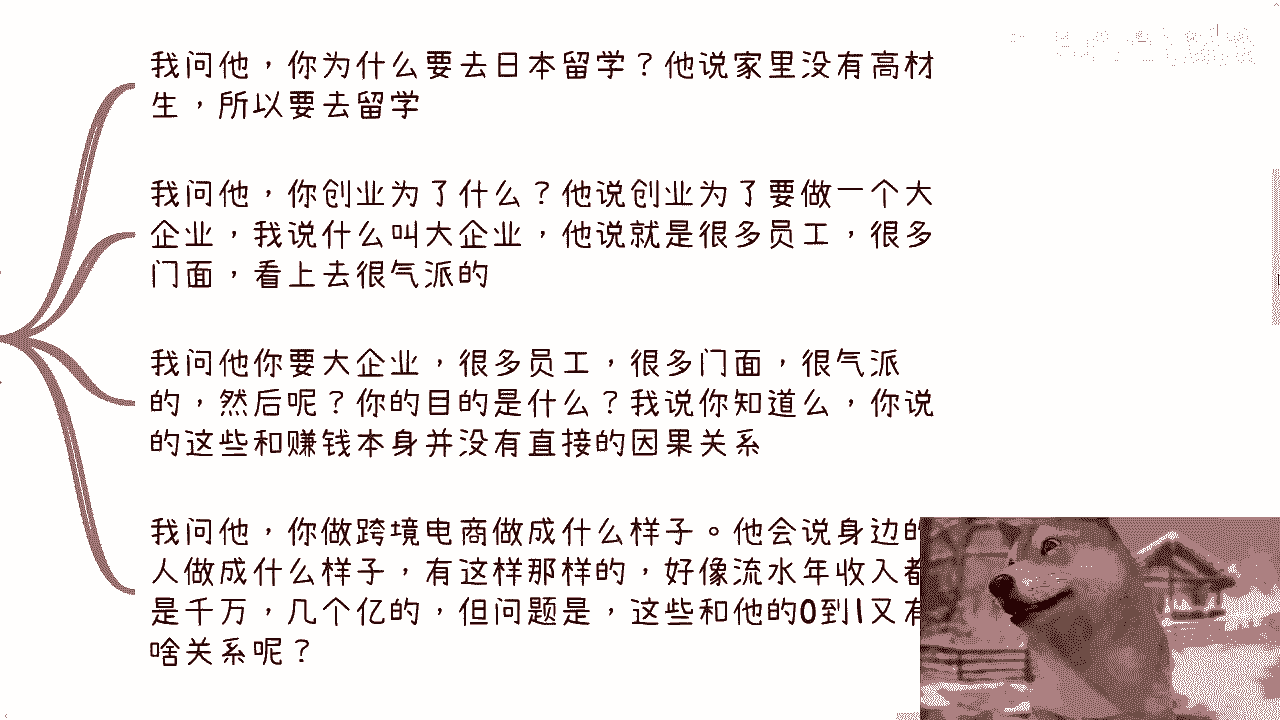 我问他，你为什么要去日本留学？他说家里没有高材
生，所以要去留学
我问他，你创业为了什么？他说创业为了要做一个大
企业，我说什么叫大企业，他说就是很多员工，很多
门面，看上去很气派的
我问他你要大企业，很多员工，很多门面，很气派
的，然后呢？你的目的是什么？我说你知道么，你说
的这些和赚钱本身并没有直接的因果关系
我问他，你做跨境电商做成什么样子。他会说身边的
人做成什么样子，有这样那样的，好像流水年收入都
是千万，几个亿的，但问题是，这些和他的0到1又有
啥关系呢？